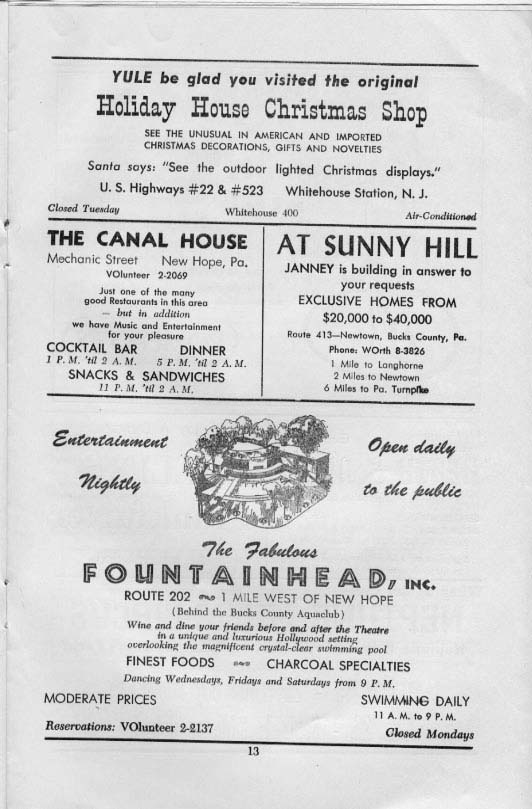 YULE be glad you visited the original
Holiday House Christmas Shop
SEE THE UNUSUAL IN AMERICAN AND IMPORTED
CHRISTMAS DECORATIONS, GIFTS AND NOVELTIES
Santa says: "See the outdoor lighted Christmas displays."
U. S. Highways #22 & #523 Whitehouse Station, N. J.
Closed Tuesday Whitehouse 400 Air-Conditioned
THE CANAL HOUSE
Mechanic Street New Hope, Pa.
VOlunteer 2-2069
Just one of the many
good Restaurants in this area
— but in addition
we have Music and Entertainment
for your pleasure
COCKTAIL BAR DINNER
1 P. M. 'til 2 A. M. 5 P. M. 'til 2 A. M.
SNACKS & SANDWICHES
11 P. M. 'til 2 A. M.
AT SUNNY HILL
JANNEY is building in answer to
your requests
EXCLUSIVE HOMES FROM
$20,000 to $40,000
Route 413—Newtown, Bucks County, Pa.
Phone: WOrth 8-3826
1 Mile to Langhorne
2 Miles to Newtown
6 Miles to Pa. Turnpike
Entertainment
Nightly
Open daily
to the public
The Fabulous
FOUNTAINHEAD, INC.
ROUTE 202 1 MILE WEST OF NEW HOPE
(Behind the Bucks County Aquaclub)
Wine and dine your friends before and after the Theatre
in a unique and luxurious Hollywood setting
overlooking the magnificent crystal-clear swimming pool
FINEST FOODS CHARCOAL SPECIALTIES
Dancing Wednesdays, Fridays and Saturdays from 9 P. M.
MODERATE PRICES SWIMMING DAILY
11 A. M. to 9 P. M.
Reservations: VOlunteer 2-2137 Closed Mondays
13